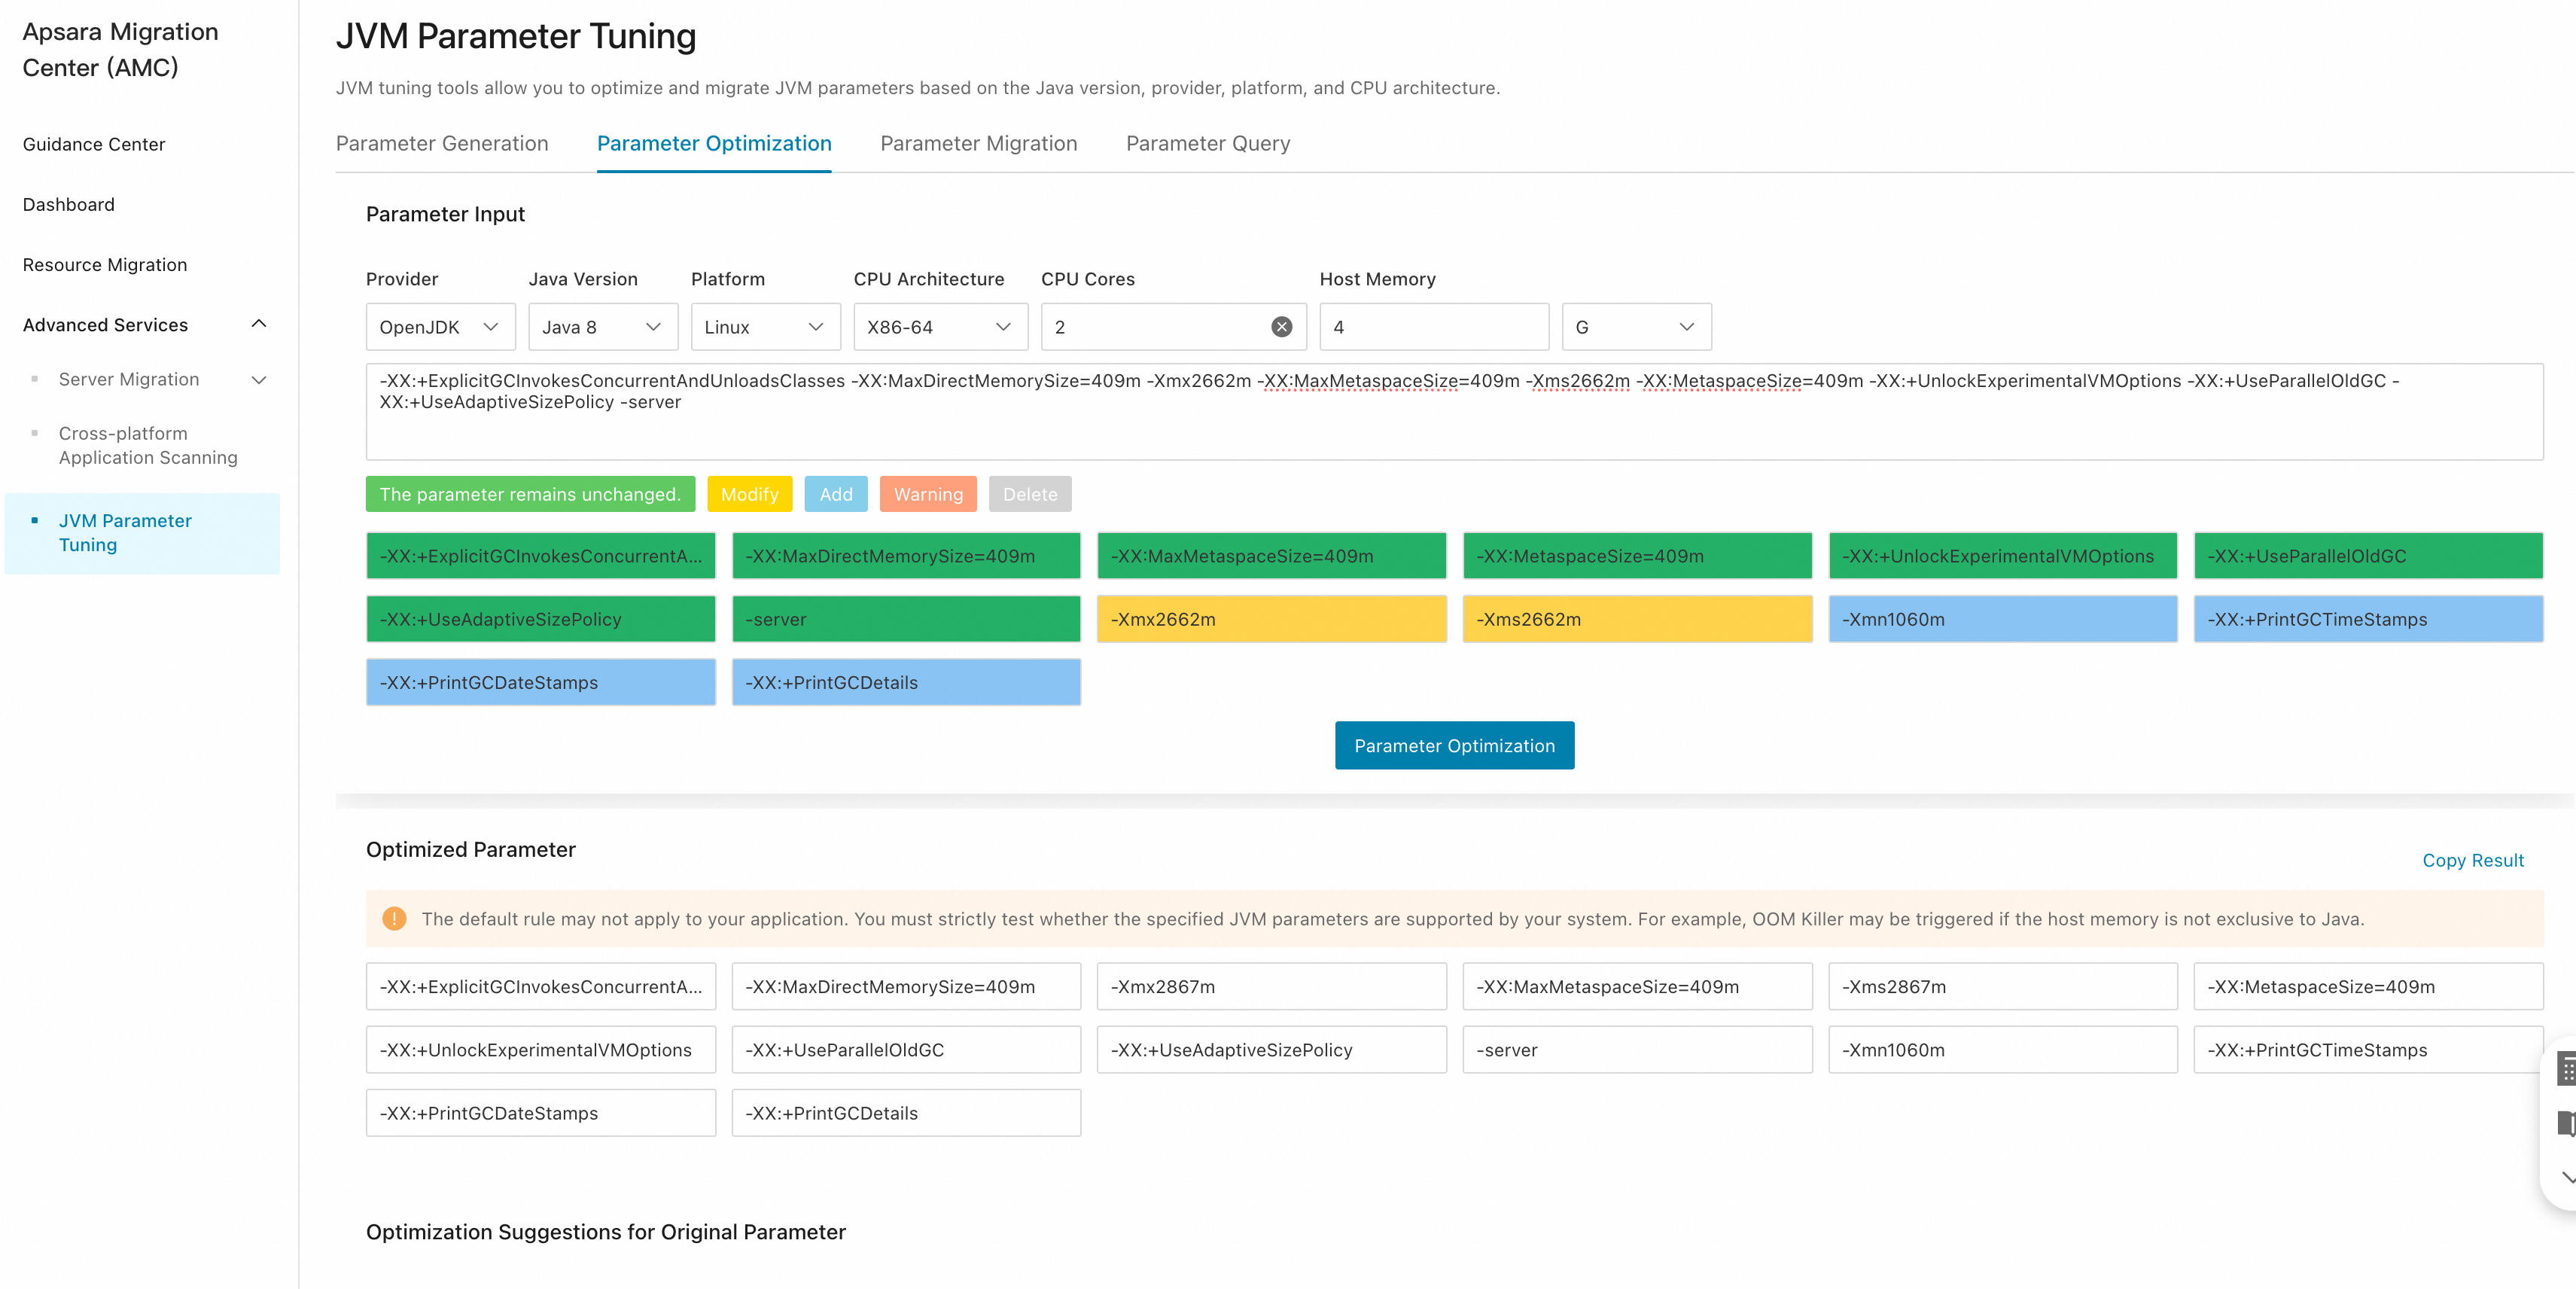 Apsara Migration
Center (AMC)
Guidance Center
Dashboard
Resource Migration
Advanced Services
Server Migration
Cross-platform
Application Scanning
JVM Parameter
Tuning
JVM Parameter Tuning
JVM tuning tools allow you to optimize and migrate JVM parameters based on the Java version, provider, platform, and CPU architecture.
Parameter Generation Parameter Optimization Parameter Migration Parameter Query
Parameter Input
Provider Java Version Platform CPU Architecture CPU Cores Host Memory
OpenJDK Java 8 Linux X86-64 2 4 G
-XX:+ExplicitGCInvokesConcurrentAndUnloadsClasses -XX:MaxDirectMemorySize=409m -Xmx2662m -XX:MaxMetaspaceSize=409m -Xms2662m -XX:MetaspaceSize=409m -XX:+UnlockExperimentalVMOptions -XX:+UseParallelOldGC -
XX:+UseAdaptiveSizePolicy -server
The parameter remains unchanged. Modify Add Warning Delete
-XX:+ExplicitGCInvokesConcurrentA... -XX:MaxDirectMemorySize=409m -XX:MaxMetaspaceSize=409m -XX:MetaspaceSize=409m -XX:+UnlockExperimentalVMOptions -XX:+UseParallelOldGC
-XX:+UseAdaptiveSizePolicy -server -Xmx2662m -Xms2662m -Xmn1060m -XX:+PrintGCTimeStamps
-XX:+PrintGCDateStamps -XX:+PrintGCDetails
Parameter Optimization
Optimized Parameter
Copy Result
The default rule may not apply to your application. You must strictly test whether the specified JVM parameters are supported by your system. For example, OOM Killer may be triggered if the host memory is not exclusive to Java.
-XX:+ExplicitGCInvokesConcurrentA... -XX:MaxDirectMemorySize=409m -Xmx2867m -XX:MaxMetaspaceSize=409m -Xms2867m -XX:MetaspaceSize=409m
-XX:+UnlockExperimentalVMOptions -XX:+UseParallelOldGC -XX:+UseAdaptiveSizePolicy -server -Xmn1060m -XX:+PrintGCTimeStamps
-XX:+PrintGCDateStamps -XX:+PrintGCDetails
Optimization Suggestions for Original Parameter